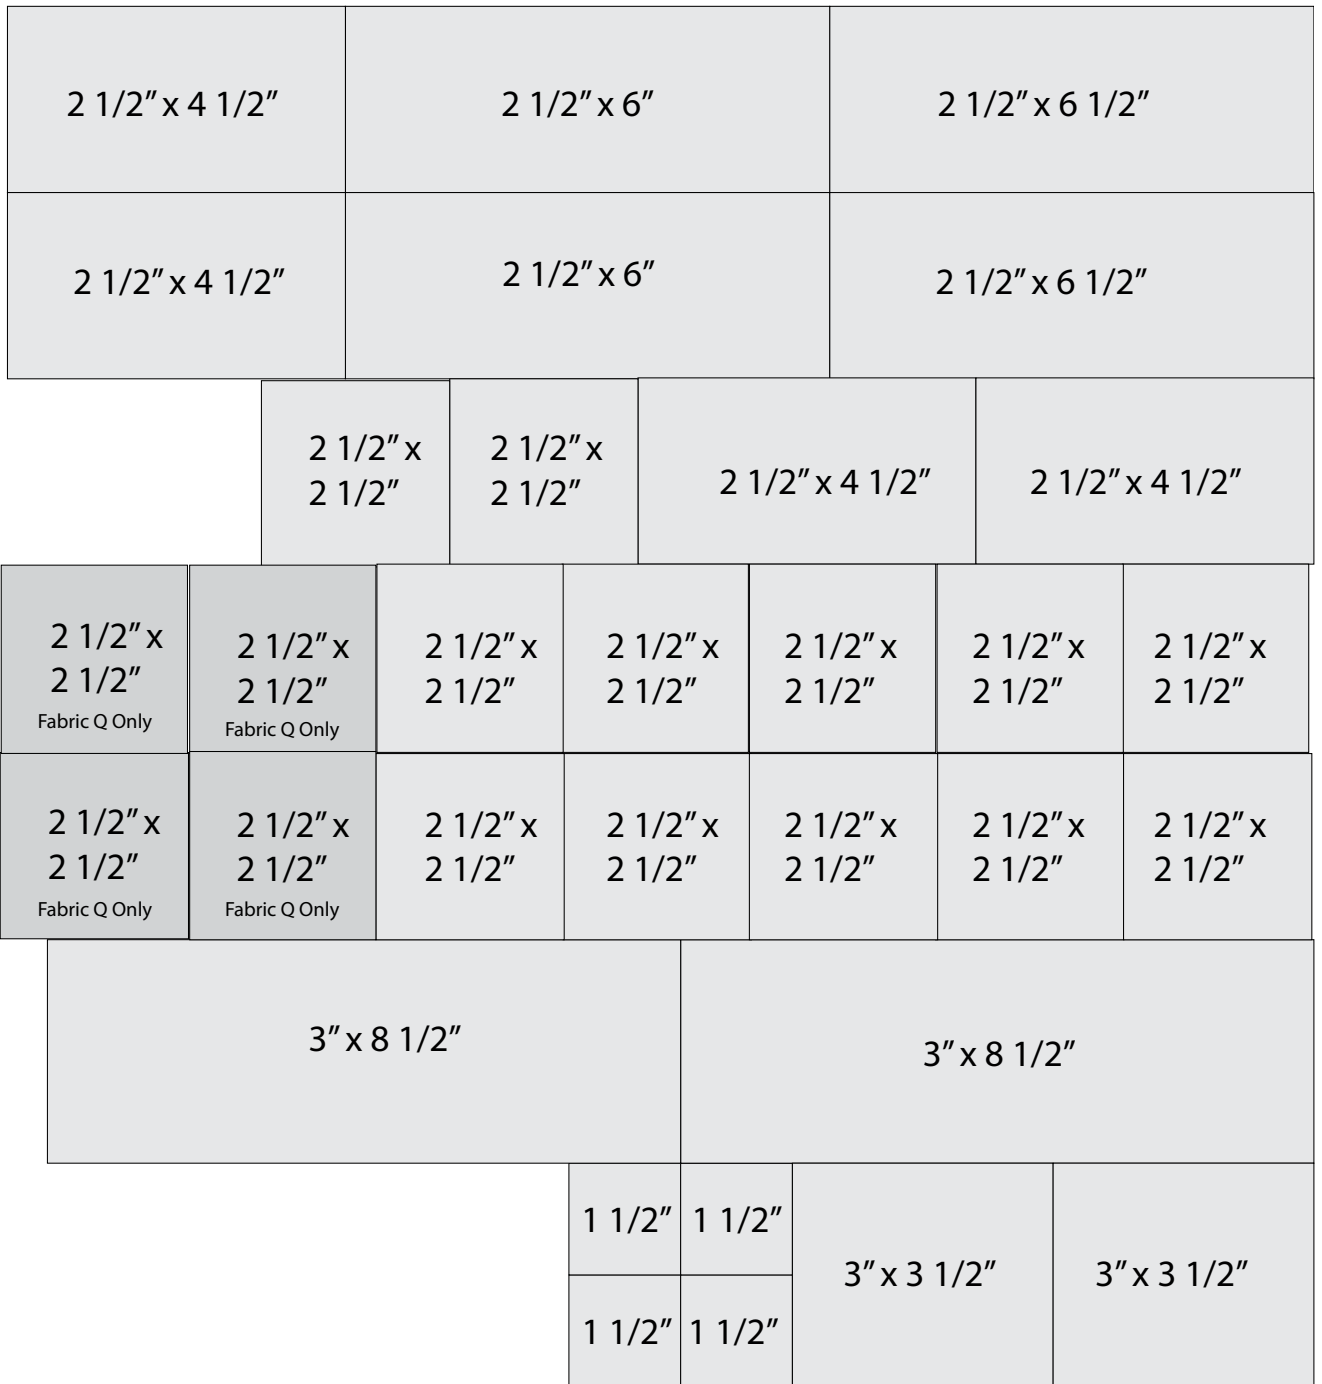 2 1/2” x 4 1/2”
2 1/2” x 6”
2 1/2” x 6 1/2”
2 1/2” x 4 1/2”
2 1/2” x 6”
2 1/2” x 6 1/2”
2 1/2” x
2 1/2”
2 1/2” x
2 1/2”
2 1/2” x 4 1/2”
2 1/2” x 4 1/2”
2 1/2” x
2 1/2”
Fabric Q Only
2 1/2” x
2 1/2”
Fabric Q Only
2 1/2” x
2 1/2”
2 1/2” x
2 1/2”
2 1/2” x
2 1/2”
2 1/2” x
2 1/2”
2 1/2” x
2 1/2”
2 1/2” x
2 1/2”
Fabric Q Only
2 1/2” x
2 1/2”
Fabric Q Only
2 1/2” x
2 1/2”
2 1/2” x
2 1/2”
2 1/2” x
2 1/2”
2 1/2” x
2 1/2”
2 1/2” x
2 1/2”
3” x 8 1/2”
3” x 8 1/2”
1 1/2”
1 1/2”
3” x 3 1/2”
3” x 3 1/2”
1 1/2”
1 1/2”